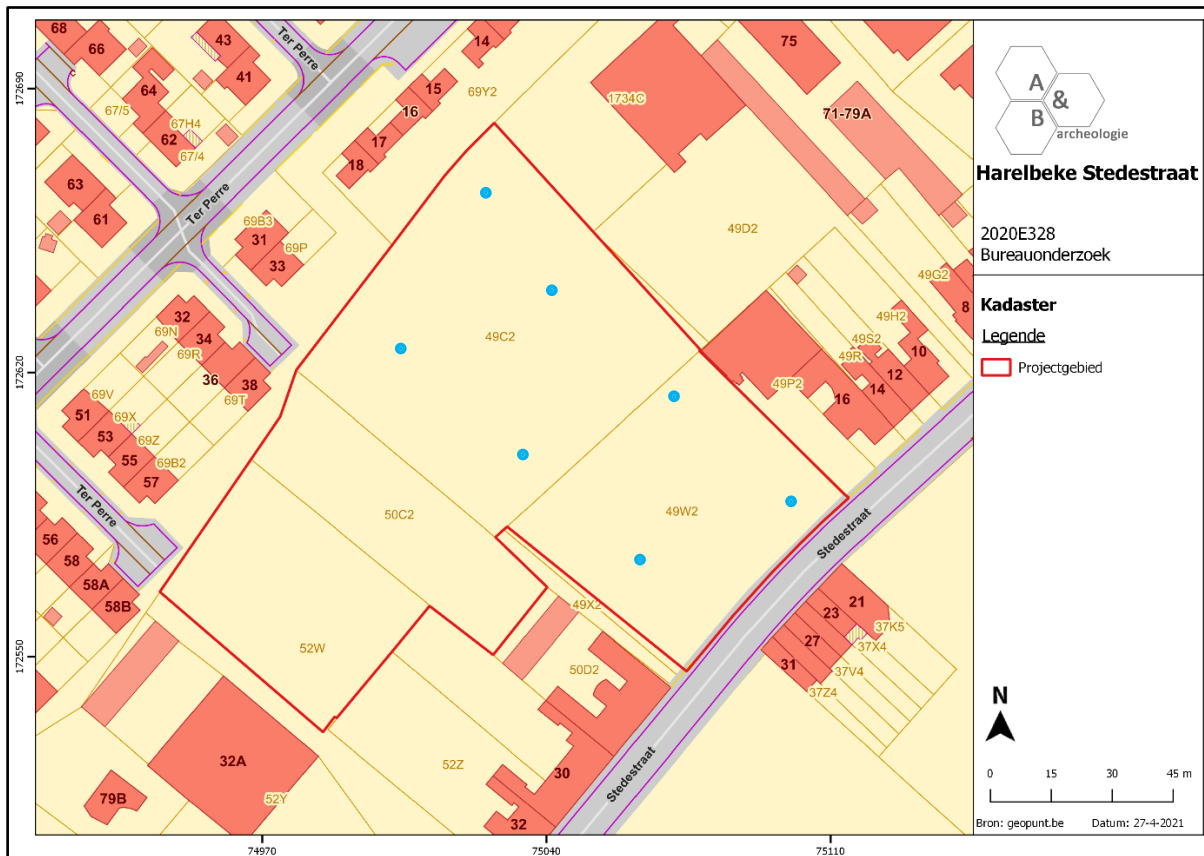 68
66
43
41
Ter Perre
14
75
172690
67/5
64
67H4
62
67/4
15
16
17
18
69Y2
1734C
71-79A
63
61
Ter Perre
69B3
31
69P
33
49D2
49G2
8
32
69N
34
69R
36
38
69T
49C2
49H2
49S2
10
49R
12
14
16
49P2
172620
69V
51
69X
53
69Z
55
69B2
57
Ter Perre
50C2
49W2
Stedestraat
56
58
58A
58B
49X2
21
23
27
31
37K5
37X4
37V4
37Z4
172550
52W
50D2
32A
79B
52Y
52Z
30
32
Stedestraat
74970
75040
75110
A
&
B
archeologie
Harelbeke Stedestraat
2020E328
Bureauonderzoek
Kadaster
Legende
Projectgebied
N
0 15 30 45 m
Bron: geopunt.be Datum: 27-4-2021